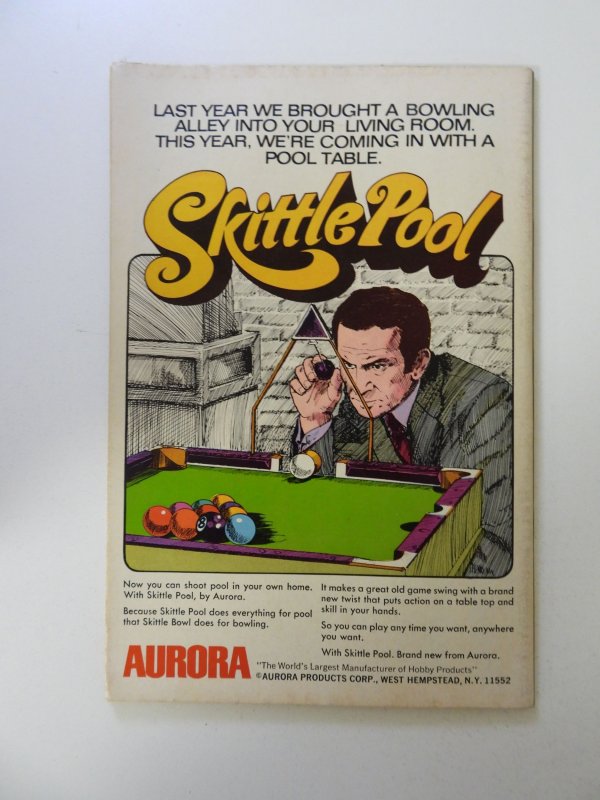 LAST YEAR WE BROUGHT A BOWLING
ALLEY INTO YOUR LIVING ROOM.
THIS YEAR, WE'RE COMING IN WITH A
POOL TABLE.
Skittle Pool
8
Now you can shoot pool in your own home.
With Skittle Pool, by Aurora.
Because Skittle Pool does everything for pool
that Skittle Bowl does for bowling.
It makes a great old game swing with a brand
new twist that puts action on a table top and
skill in your hands.
So you can play any time you want, anywhere
you want.
With Skittle Pool. Brand new from Aurora.
AURORA
"The World's Largest Manufacturer of Hobby Products"
©AURORA PRODUCTS CORP., WEST HEMPSTEAD, N.Y. 11552